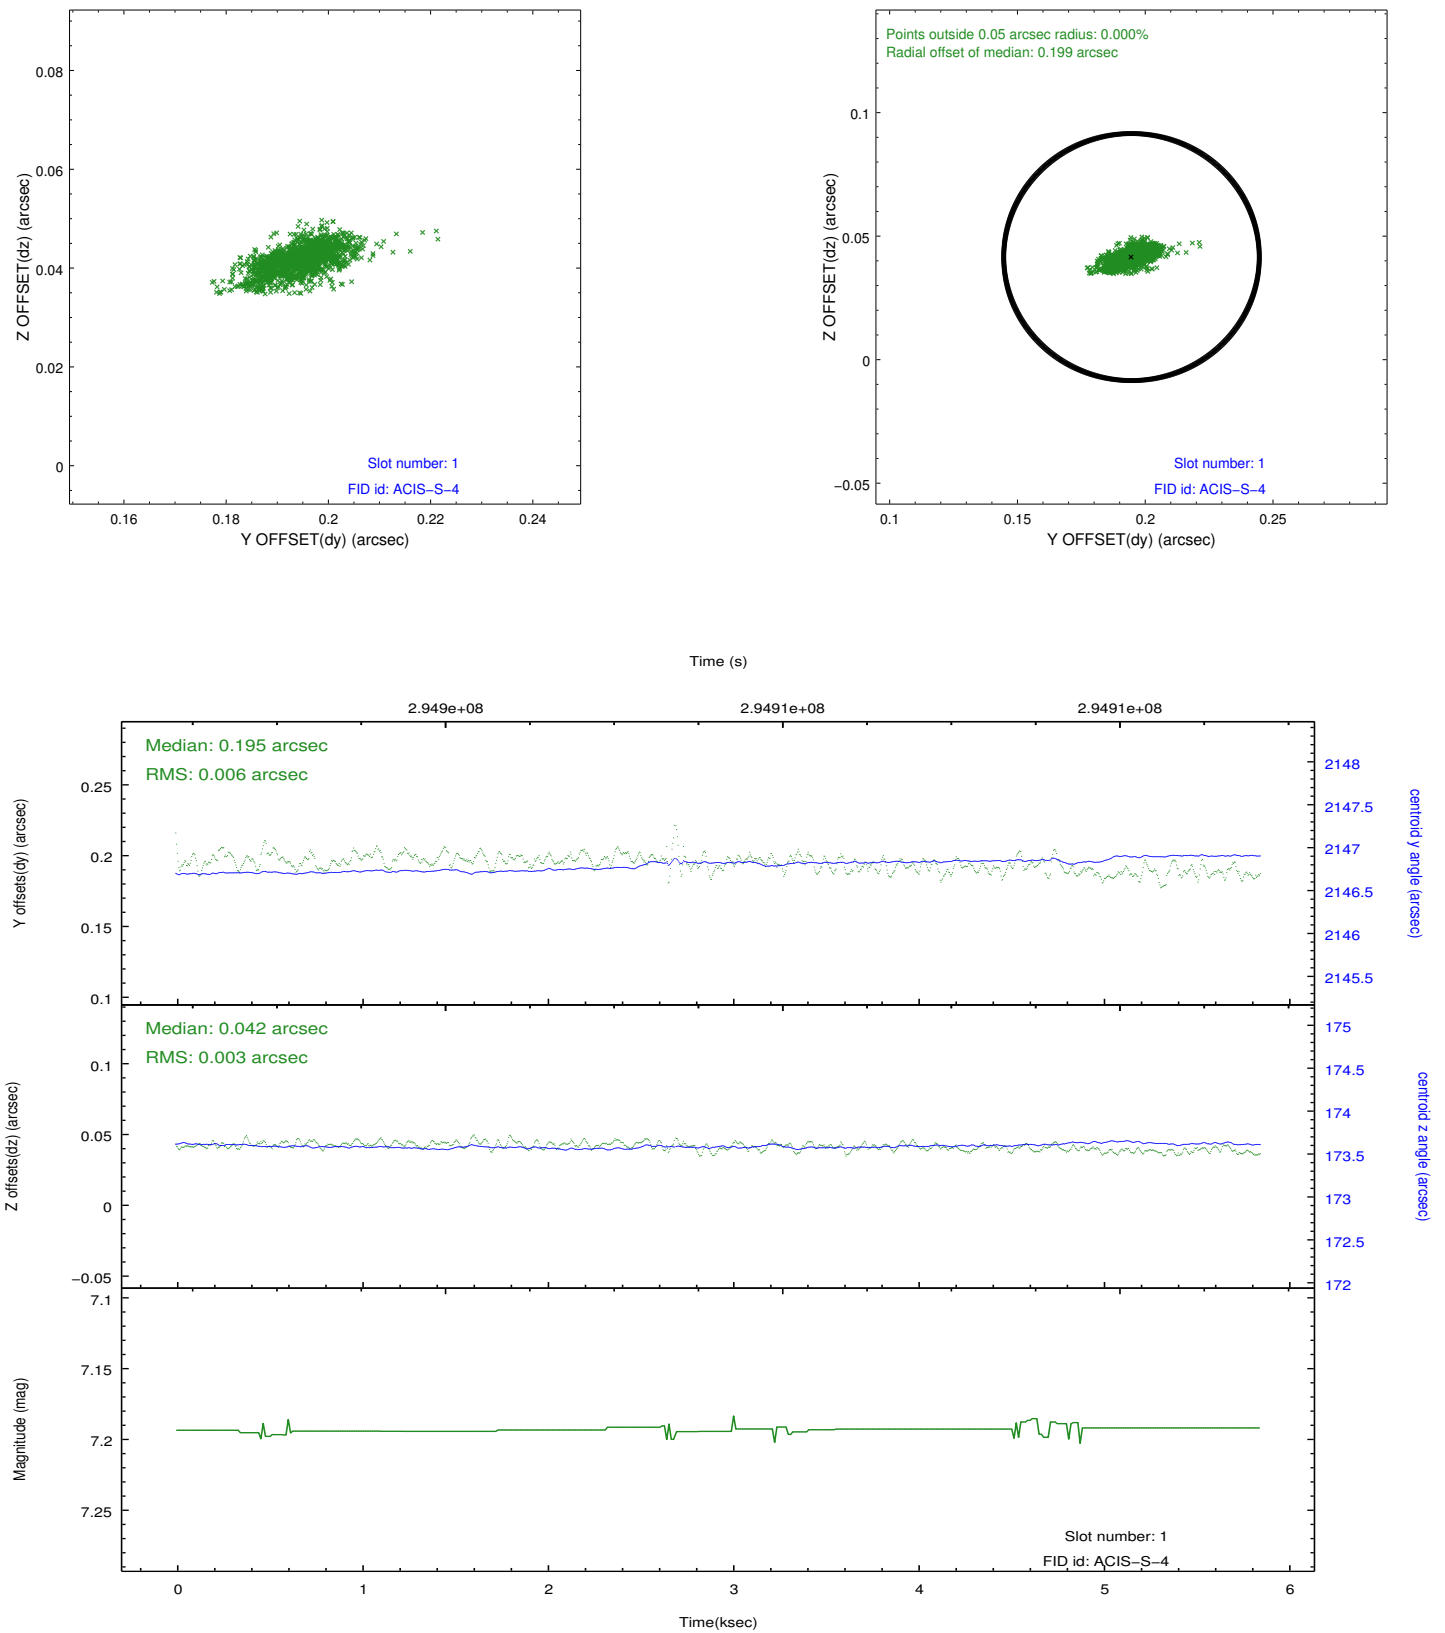 0.08
0.06
0.04
0.02
0
Z OFFSET(dz) (arcsec)
Slot number: 1
FID id: ACIS−S−4
0.16 0.18 0.2 0.22 0.24
Y OFFSET(dy) (arcsec)
Points outside 0.05 arcsec radius: 0.000%
Radial offset of median: 0.199 arcsec
0.1
0.05
0
−0.05
Z OFFSET(dz) (arcsec)
Slot number: 1
FID id: ACIS−S−4
0.1 0.15 0.2 0.25
Y OFFSET(dy) (arcsec)
Time (s)
2.949e+08 2.9491e+08 2.9491e+08
Median: 0.195 arcsec
RMS: 0.006 arcsec
0.25
0.2
0.15
0.1
Y offsets(dy) (arcsec)
2148
2147.5
2147
2146.5
2146
2145.5
centroid y angle (arcsec)
Median: 0.042 arcsec
RMS: 0.003 arcsec
0.1
0.05
0
−0.05
Z offsets(dz) (arcsec)
175
174.5
174
173.5
173
172.5
172
centroid z angle (arcsec)
7.1
7.15
7.2
7.25
Magnitude (mag)
Slot number: 1
FID id: ACIS−S−4
0 1 2 3 4 5 6
Time(ksec)